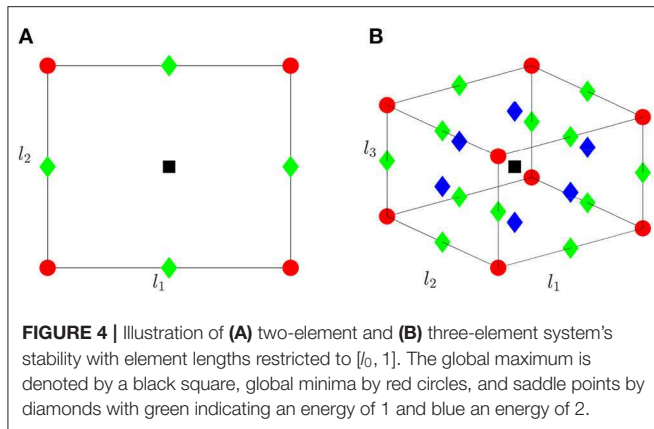 A
B
l2
l1
l3
l2
l1
FIGURE 4 | Illustration of (A) two-element and (B) three-element system's
stability with element lengths restricted to [l0, 1]. The global maximum is
denoted by a black square, global minima by red circles, and saddle points by
diamonds with green indicating an energy of 1 and blue an energy of 2.